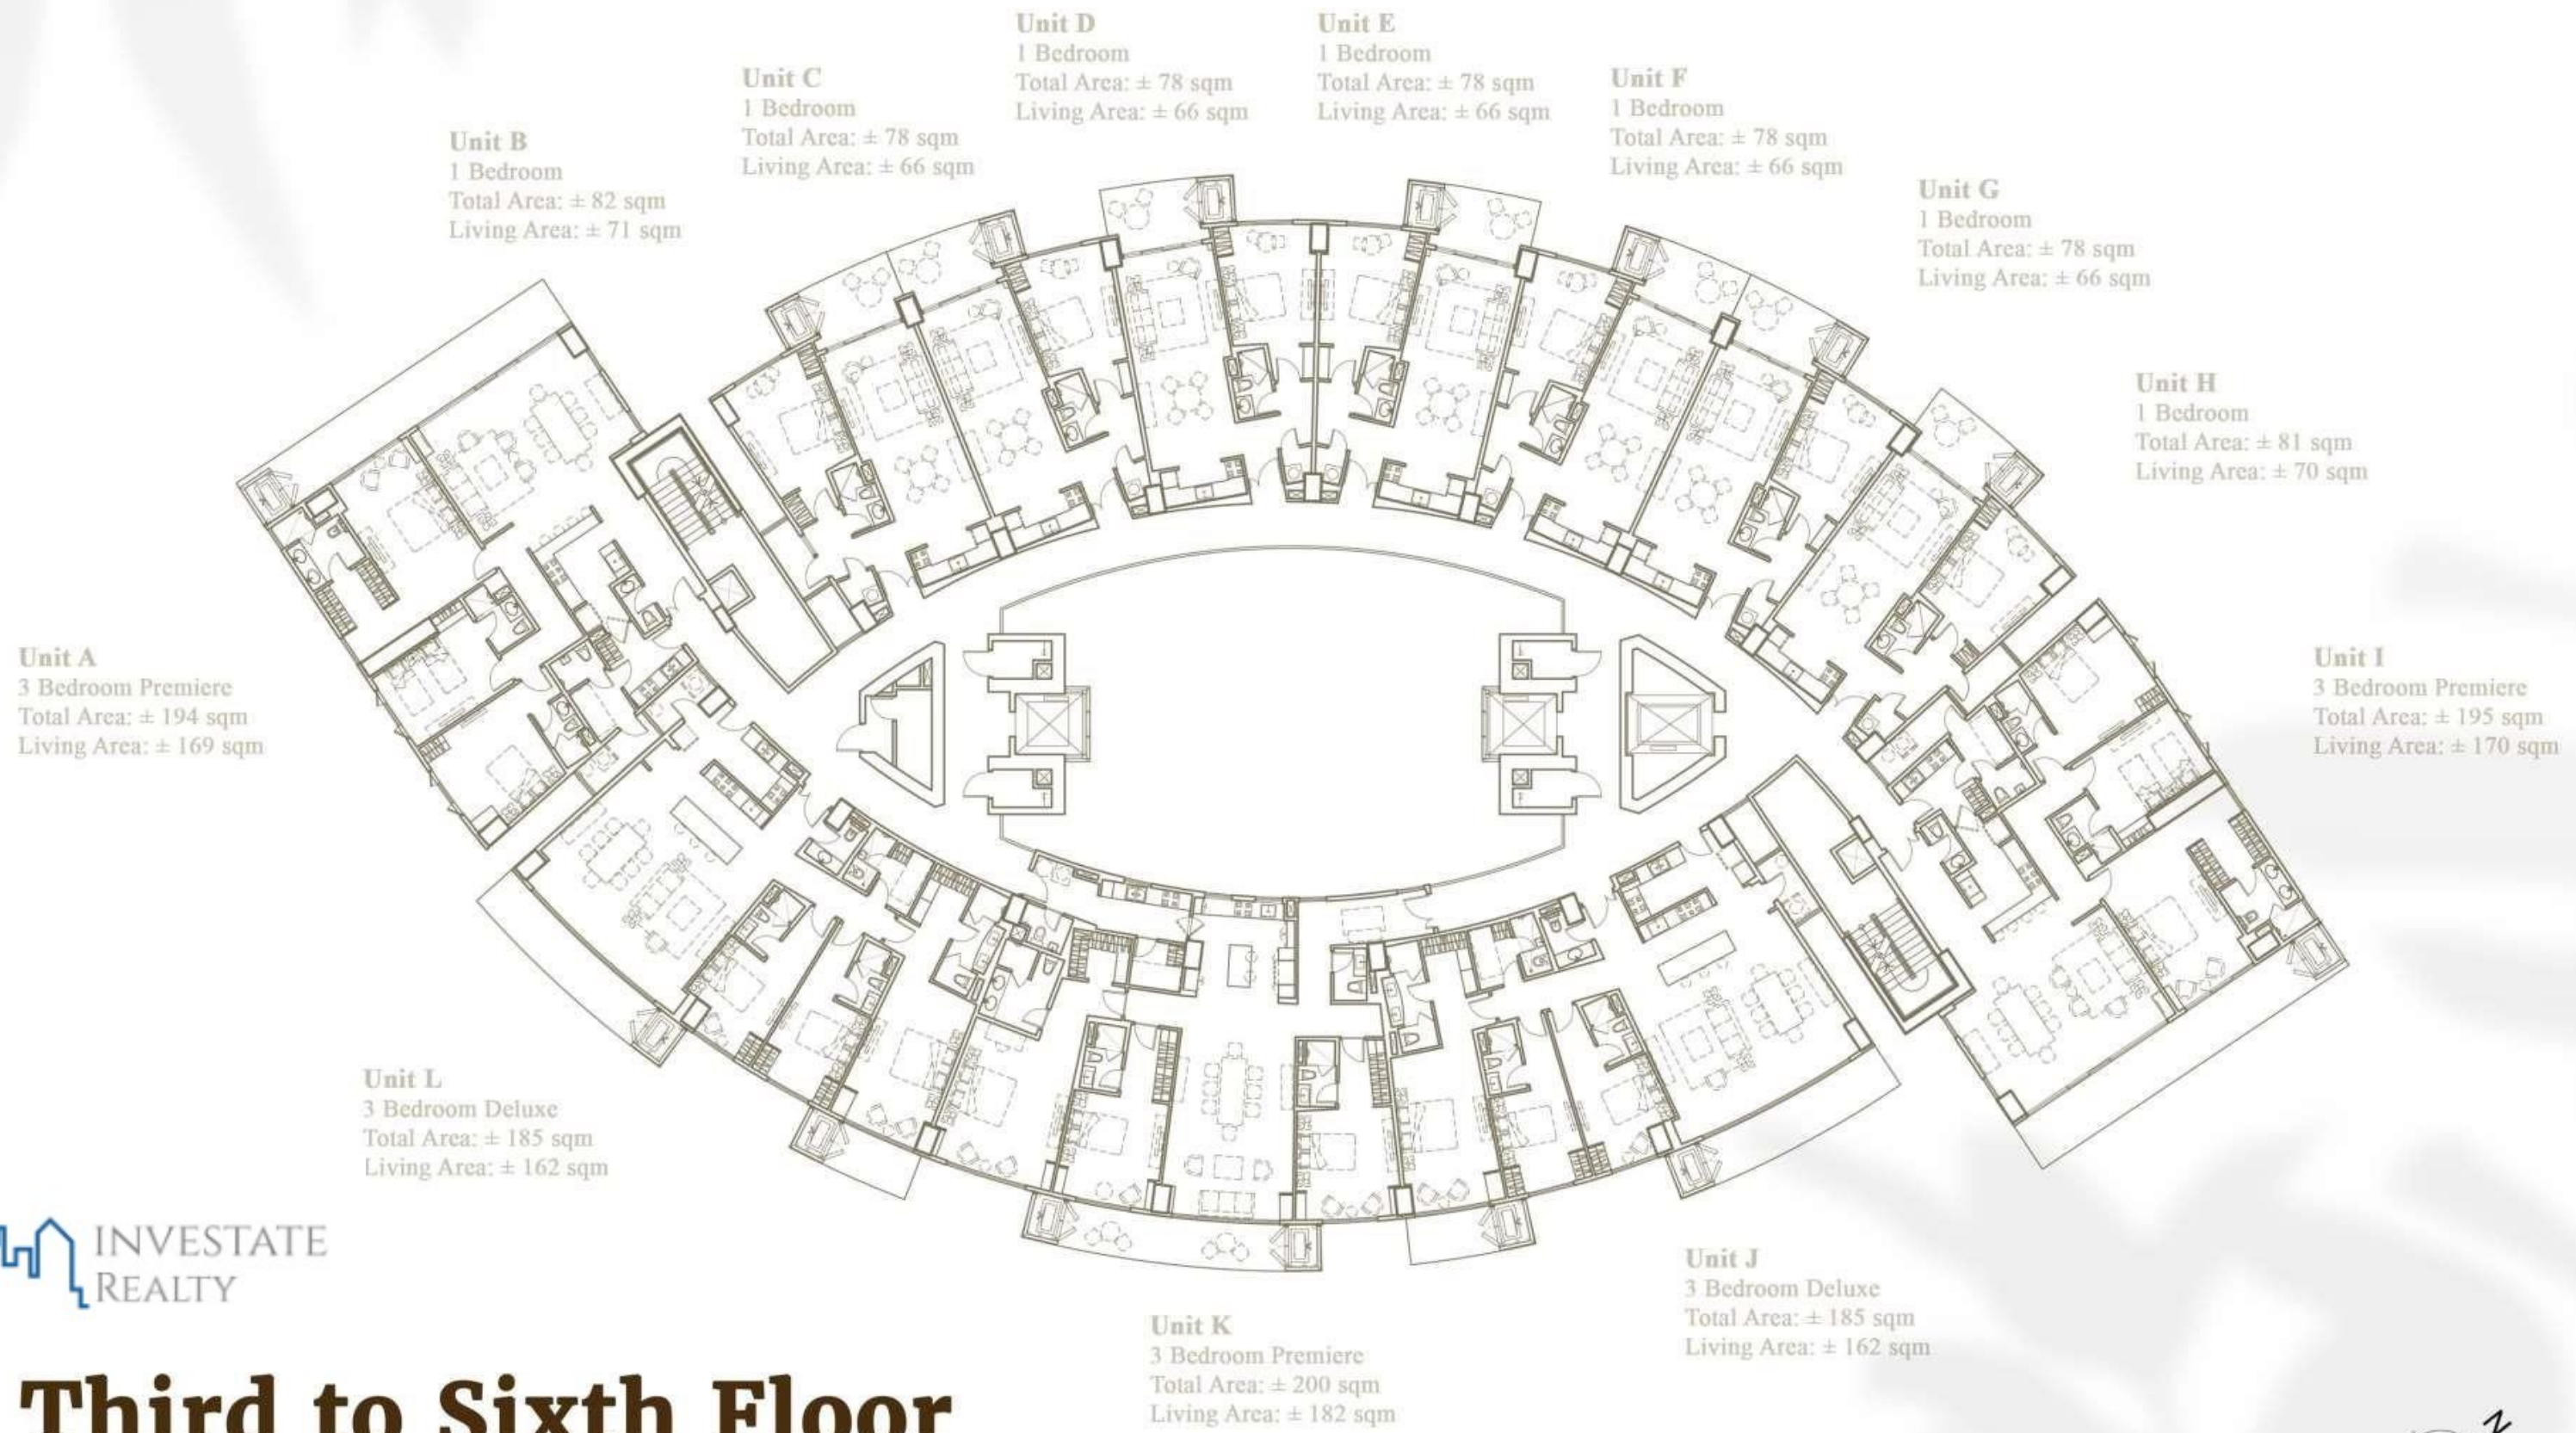 Unit D
1 Bedroom
Total Area: ± 78 sqm
Living Area: ± 66 sqm
Unit E
1 Bedroom
Total Area: ± 78 sqm
Living Area: ± 66 sqm
Unit C
1 Bedroom
Total Area: ± 78 sqm
Living Area: ± 66 sqm
Unit F
1 Bedroom
Total Area: ± 78 sqm
Living Area: ± 66 sqm
Unit B
1 Bedroom
Total Area: ± 82 sqm
Living Area: ± 71 sqm
Unit G
1 Bedroom
Total Area: ± 78 sqm
Living Area: ± 66 sqm
Unit H
1 Bedroom
Total Area: ± 81 sqm
Living Area: ± 70 sqm
Unit A
3 Bedroom Premiere
Total Area: ± 194 sqm
Living Area: ± 169 sqm
Unit I
3 Bedroom Premiere
Total Area: ± 195 sqm
Living Area: ± 170 sqm
Unit L
3 Bedroom Deluxe
Total Area: ± 185 sqm
Living Area: ± 162 sqm
Unit J
3 Bedroom Deluxe
Total Area: ± 185 sqm
Living Area: ± 162 sqm
Unit K
3 Bedroom Premiere
Total Area: ± 200 sqm
Living Area: ± 182 sqm
INVESTATE
REALTY
Third to Sixth Floor
N